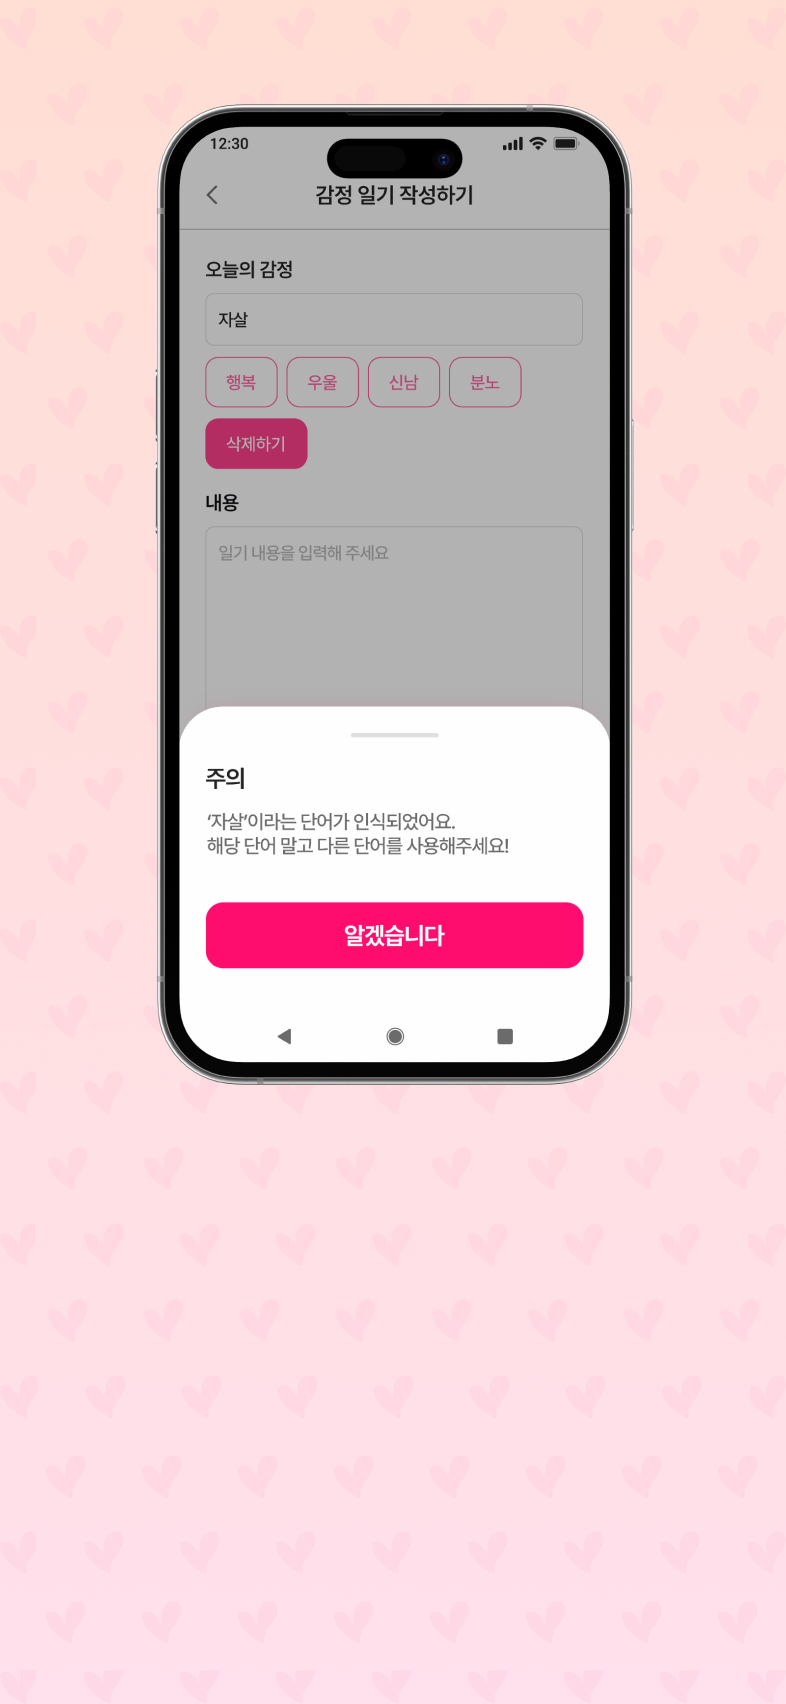 12:30
감정 일기 작성하기
오늘의 감정
자살
행복 우울 신남 분노
삭제하기
내용
일기 내용을 입력해 주세요
주의
‘자살’이라는 단어가 인식되었어요.
해당 단어 말고 다른 단어를 사용해주세요!
알겠습니다